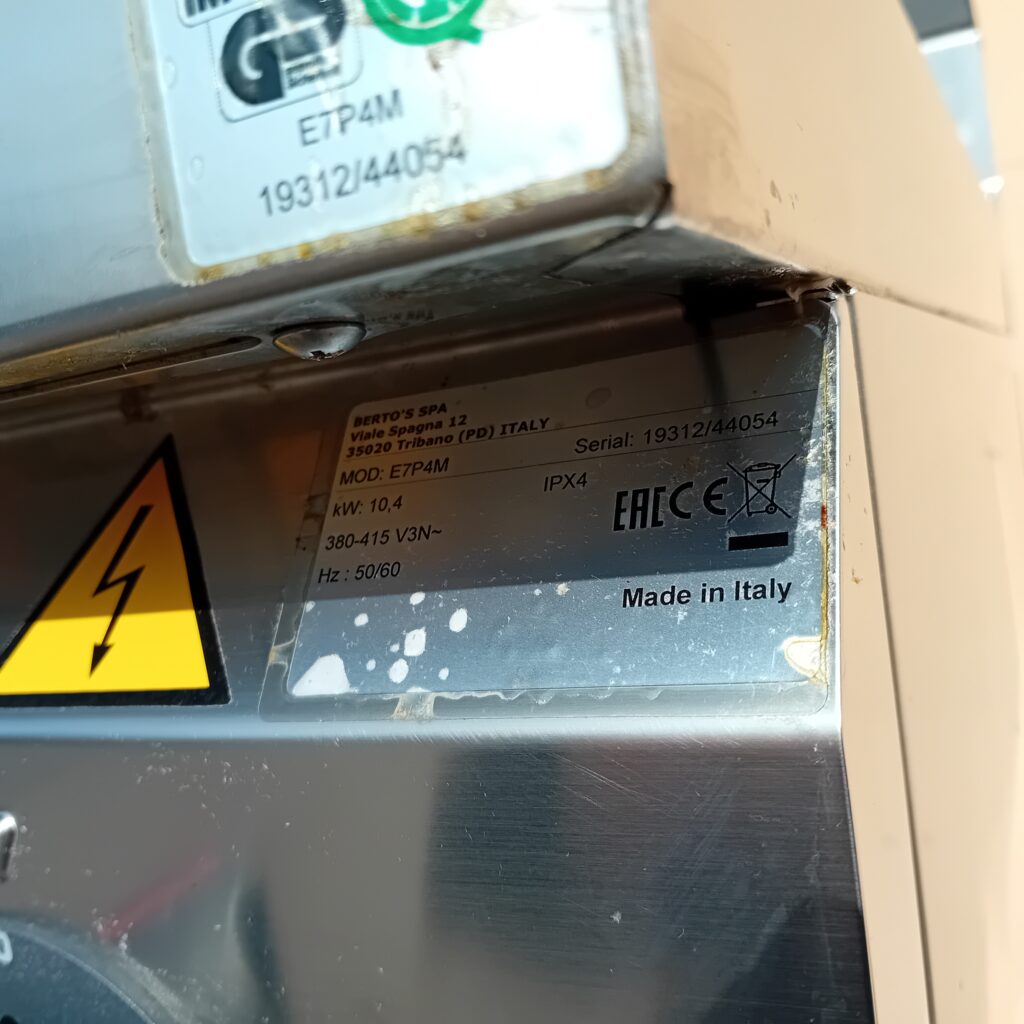 E7P4M
19312/44054
BERTO'S SPA
Viale Spagna 12
35020 Tribano (PD) ITALY
MOD: E7P4M
Serial: 19312/44054
kW: 10,4
IPX4
380-415 V3N~
Hz : 50/60
EAC CE
Made in Italy